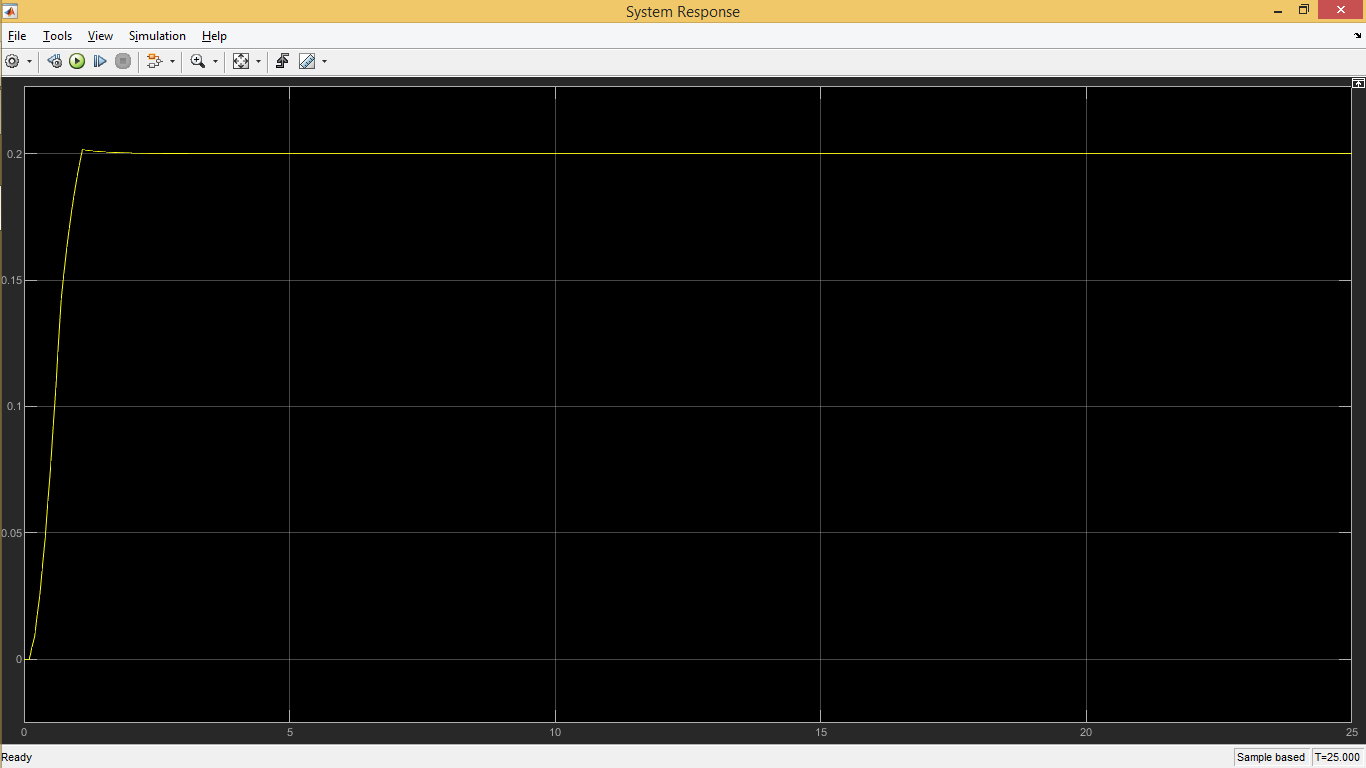 System Response
File Tools View Simulation Help
0.2
0.15
0.1
0.05
0
0 5 10 15 20 25
Ready Sample based T=25.000